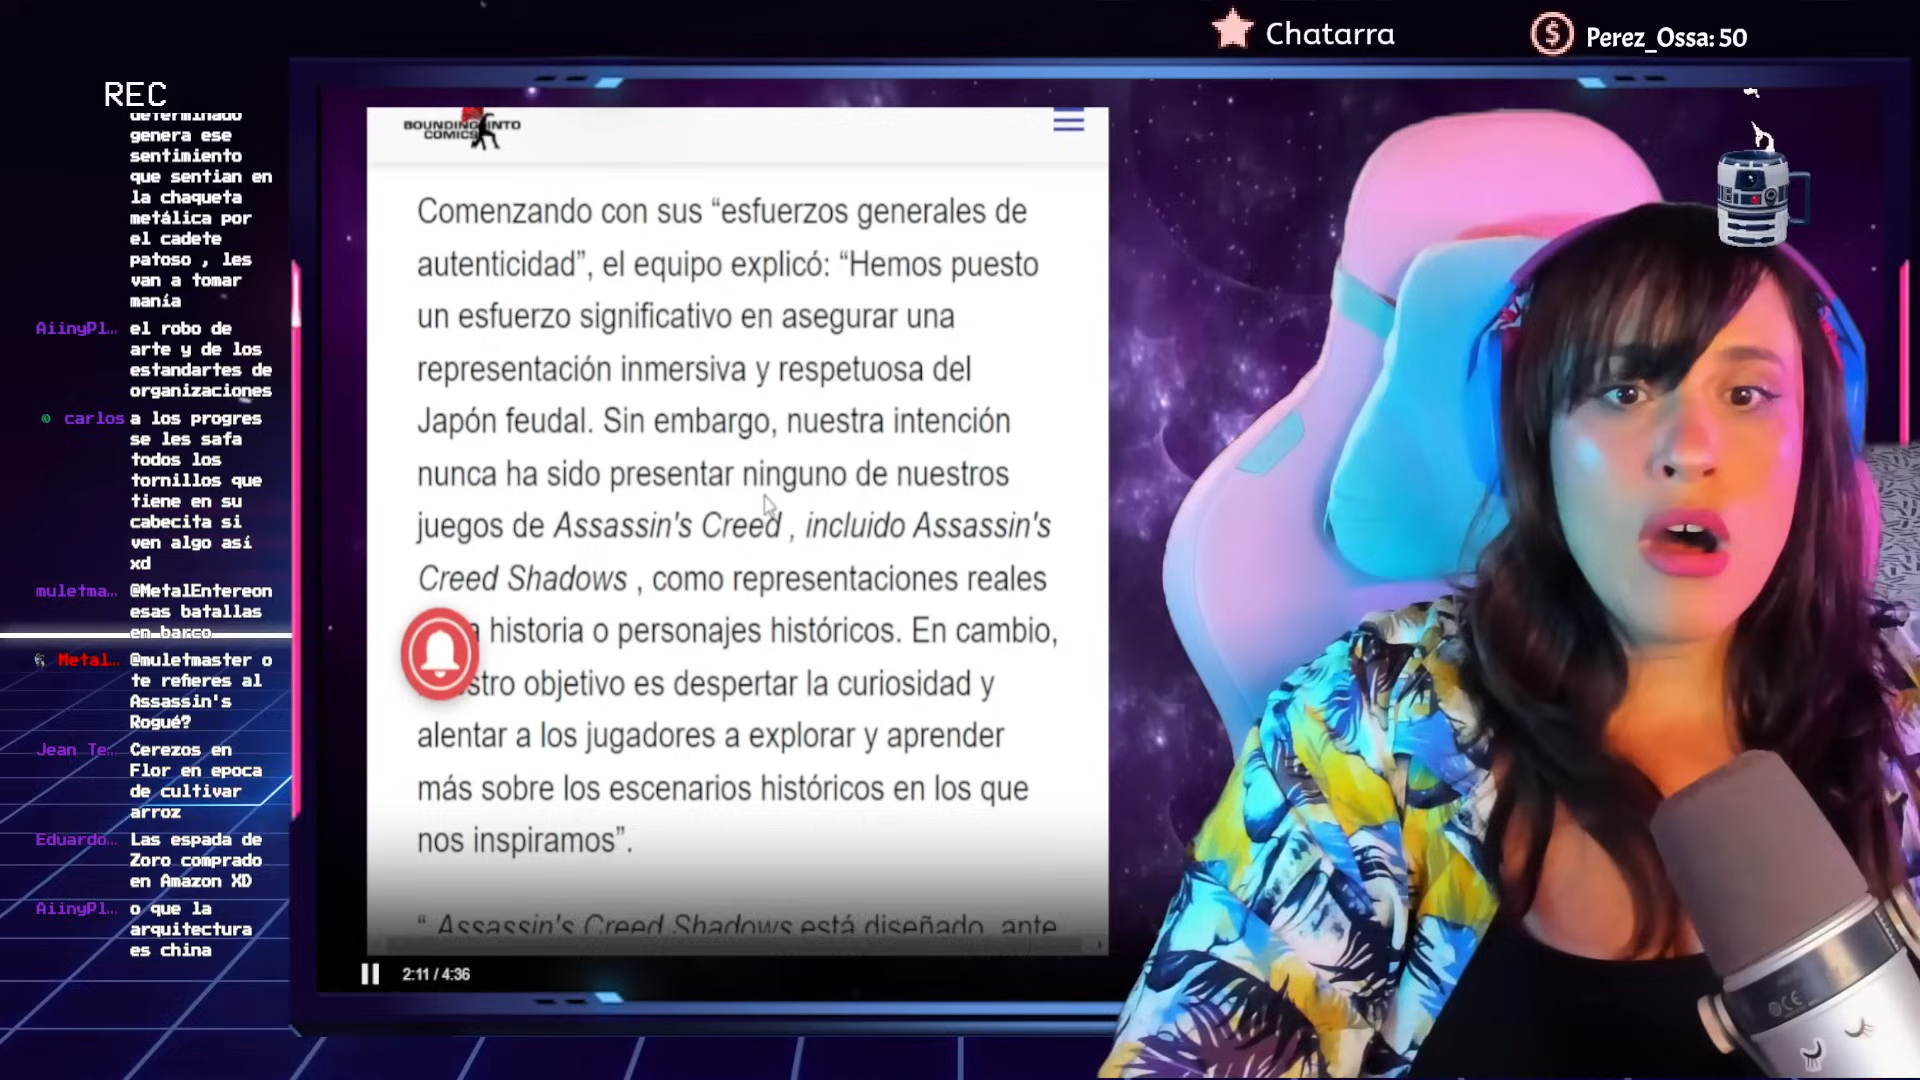 Chatarra
Perez_Ossa: 50
REC
determinado
genera ese
sentimiento
que sentian en
la chaqueta
metálica por
el cadete
patoso , les
van a tomar
manía
AiinyPl… el robo de
arte y de los
estandartes de
organizaciones
carlos a los progres
se les safa
todos los
tornillos que
tiene en su
cabecita si
ven algo así
xd
muletma… @MetalEntereon
esas batallas
en barco
Metal… @muletmaster o
te refieres al
Assassin's
Rogué?
Jean Te… Cerezos en
Flor en epoca
de cultivar
arroz
Eduardo… Las espada de
Zoro comprado
en Amazon XD
AiinyPl… o que la
arquitectura
es china
BOUNDING INTO
COMICS
Comenzando con sus “esfuerzos generales de
autenticidad”, el equipo explicó: “Hemos puesto
un esfuerzo significativo en asegurar una
representación inmersiva y respetuosa del
Japón feudal. Sin embargo, nuestra intención
nunca ha sido presentar ninguno de nuestros
juegos de Assassin's Creed , incluido Assassin's
Creed Shadows , como representaciones reales
historia o personajes históricos. En cambio,
stro objetivo es despertar la curiosidad y
alentar a los jugadores a explorar y aprender
más sobre los escenarios históricos en los que
nos inspiramos”.
“ Assassin's Creed Shadows está diseñado, ante
2:11 / 4:36